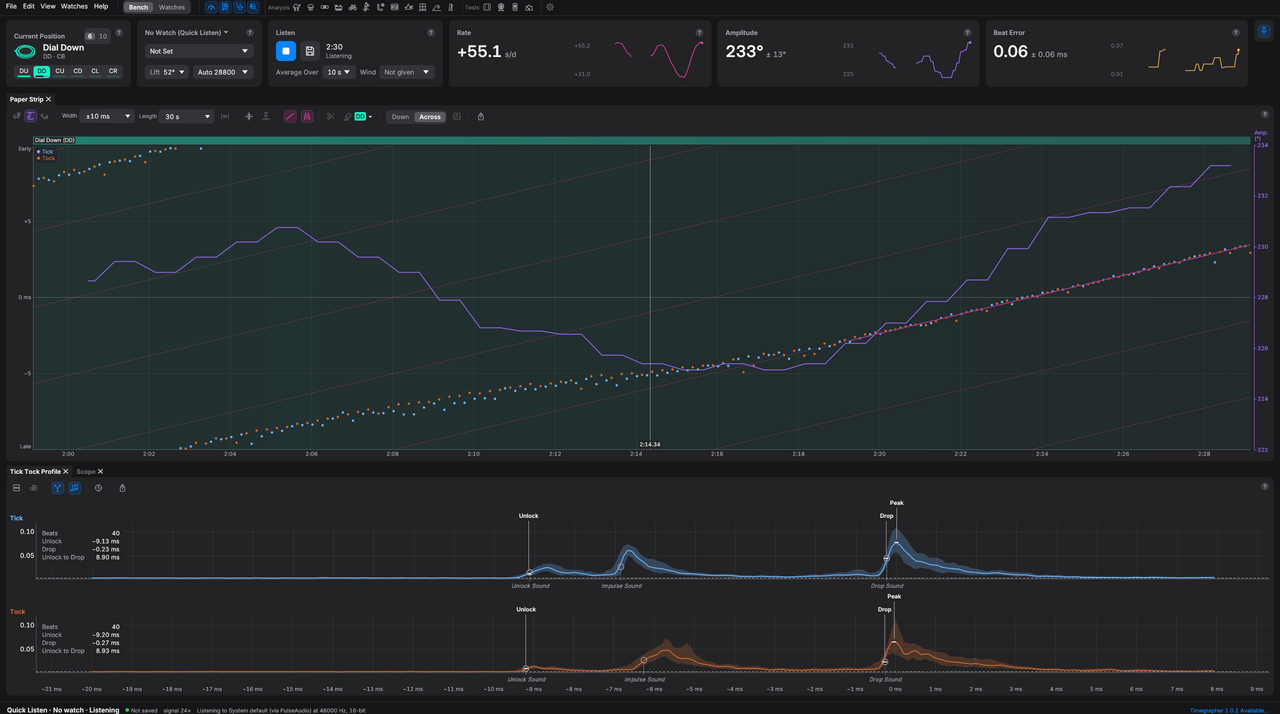 File Edit View Watches Help Bench Watches Analysis Tests
Current Position 6 10 ?
Dial Down
DD · CB
DU DD CU CD CL CR
No Watch (Quick Listen) ?
Not Set
Lift 52° Auto 28800
Listen ?
2:30
Listening
Average Over 10 s Wind Not given
Rate ?
+55.1 s/d
+55.2
+31.0
Amplitude ?
233° ± 13°
233
225
Beat Error ?
0.06 ± 0.06 ms
0.07
0.01
Paper Strip
Width ±10 ms Length 30 s DD Down Across ?
Dial Down (DD)
Amp. (°)
Early
Tick
Tock
+5
0 ms
−5
Late
234
232
230
228
226
224
222
2:14.34
2:00 2:02 2:04 2:06 2:08 2:10 2:12 2:14 2:16 2:18 2:20 2:22 2:24 2:26 2:28
Tick Tock Profile Scope
?
Tick
0.10
0.05
Beats 40
Unlock −9.13 ms
Drop −0.23 ms
Unlock to Drop 8.90 ms
Unlock
Drop
Peak
Unlock Sound
Impulse Sound
Drop Sound
Tock
0.10
0.05
Beats 40
Unlock −9.20 ms
Drop −0.27 ms
Unlock to Drop 8.93 ms
Unlock
Drop
Peak
Unlock Sound
Impulse Sound
Drop Sound
−21 ms −20 ms −19 ms −18 ms −17 ms −16 ms −15 ms −14 ms −13 ms −12 ms −11 ms −10 ms −9 ms −8 ms −7 ms −6 ms −5 ms −4 ms −3 ms −2 ms −1 ms 0 ms 1 ms 2 ms 3 ms 4 ms 5 ms 6 ms 7 ms 8 ms 9 ms
Quick Listen · No watch · Listening Not saved signal 24× Listening to System default (via PulseAudio) at 48000 Hz, 16-bit Timegrapher 1.0.1 Available...